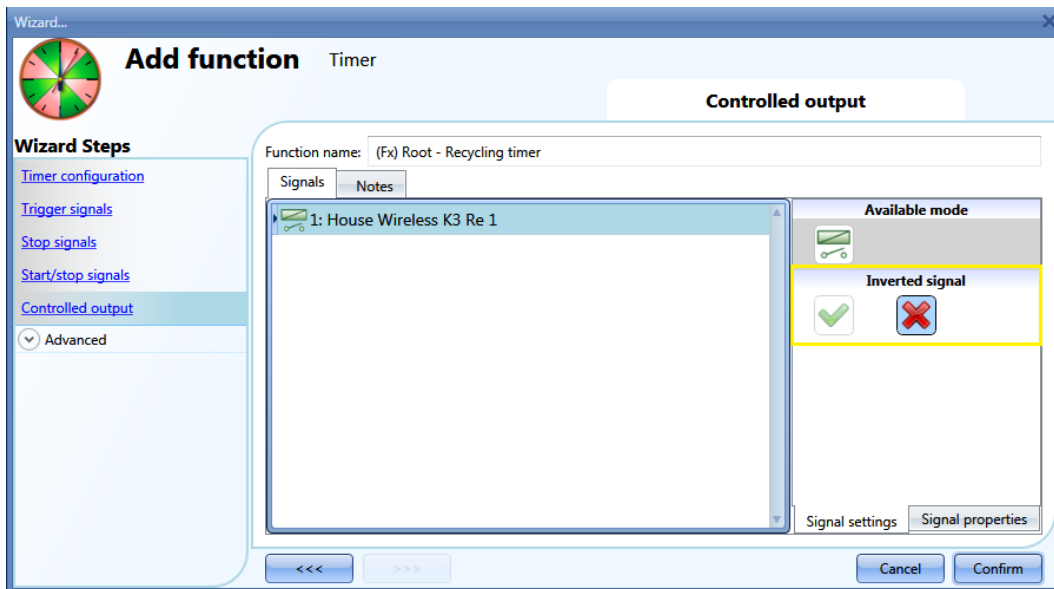 Wizard...
Add function Timer
Controlled output
Wizard Steps
Timer configuration
Trigger signals
Stop signals
Start/stop signals
Controlled output
Advanced
Function name: (Fx) Root - Recycling timer
Signals Notes
1: House Wireless K3 Re 1
Available mode
Inverted signal
Signal settings Signal properties
<<< >>> Cancel Confirm